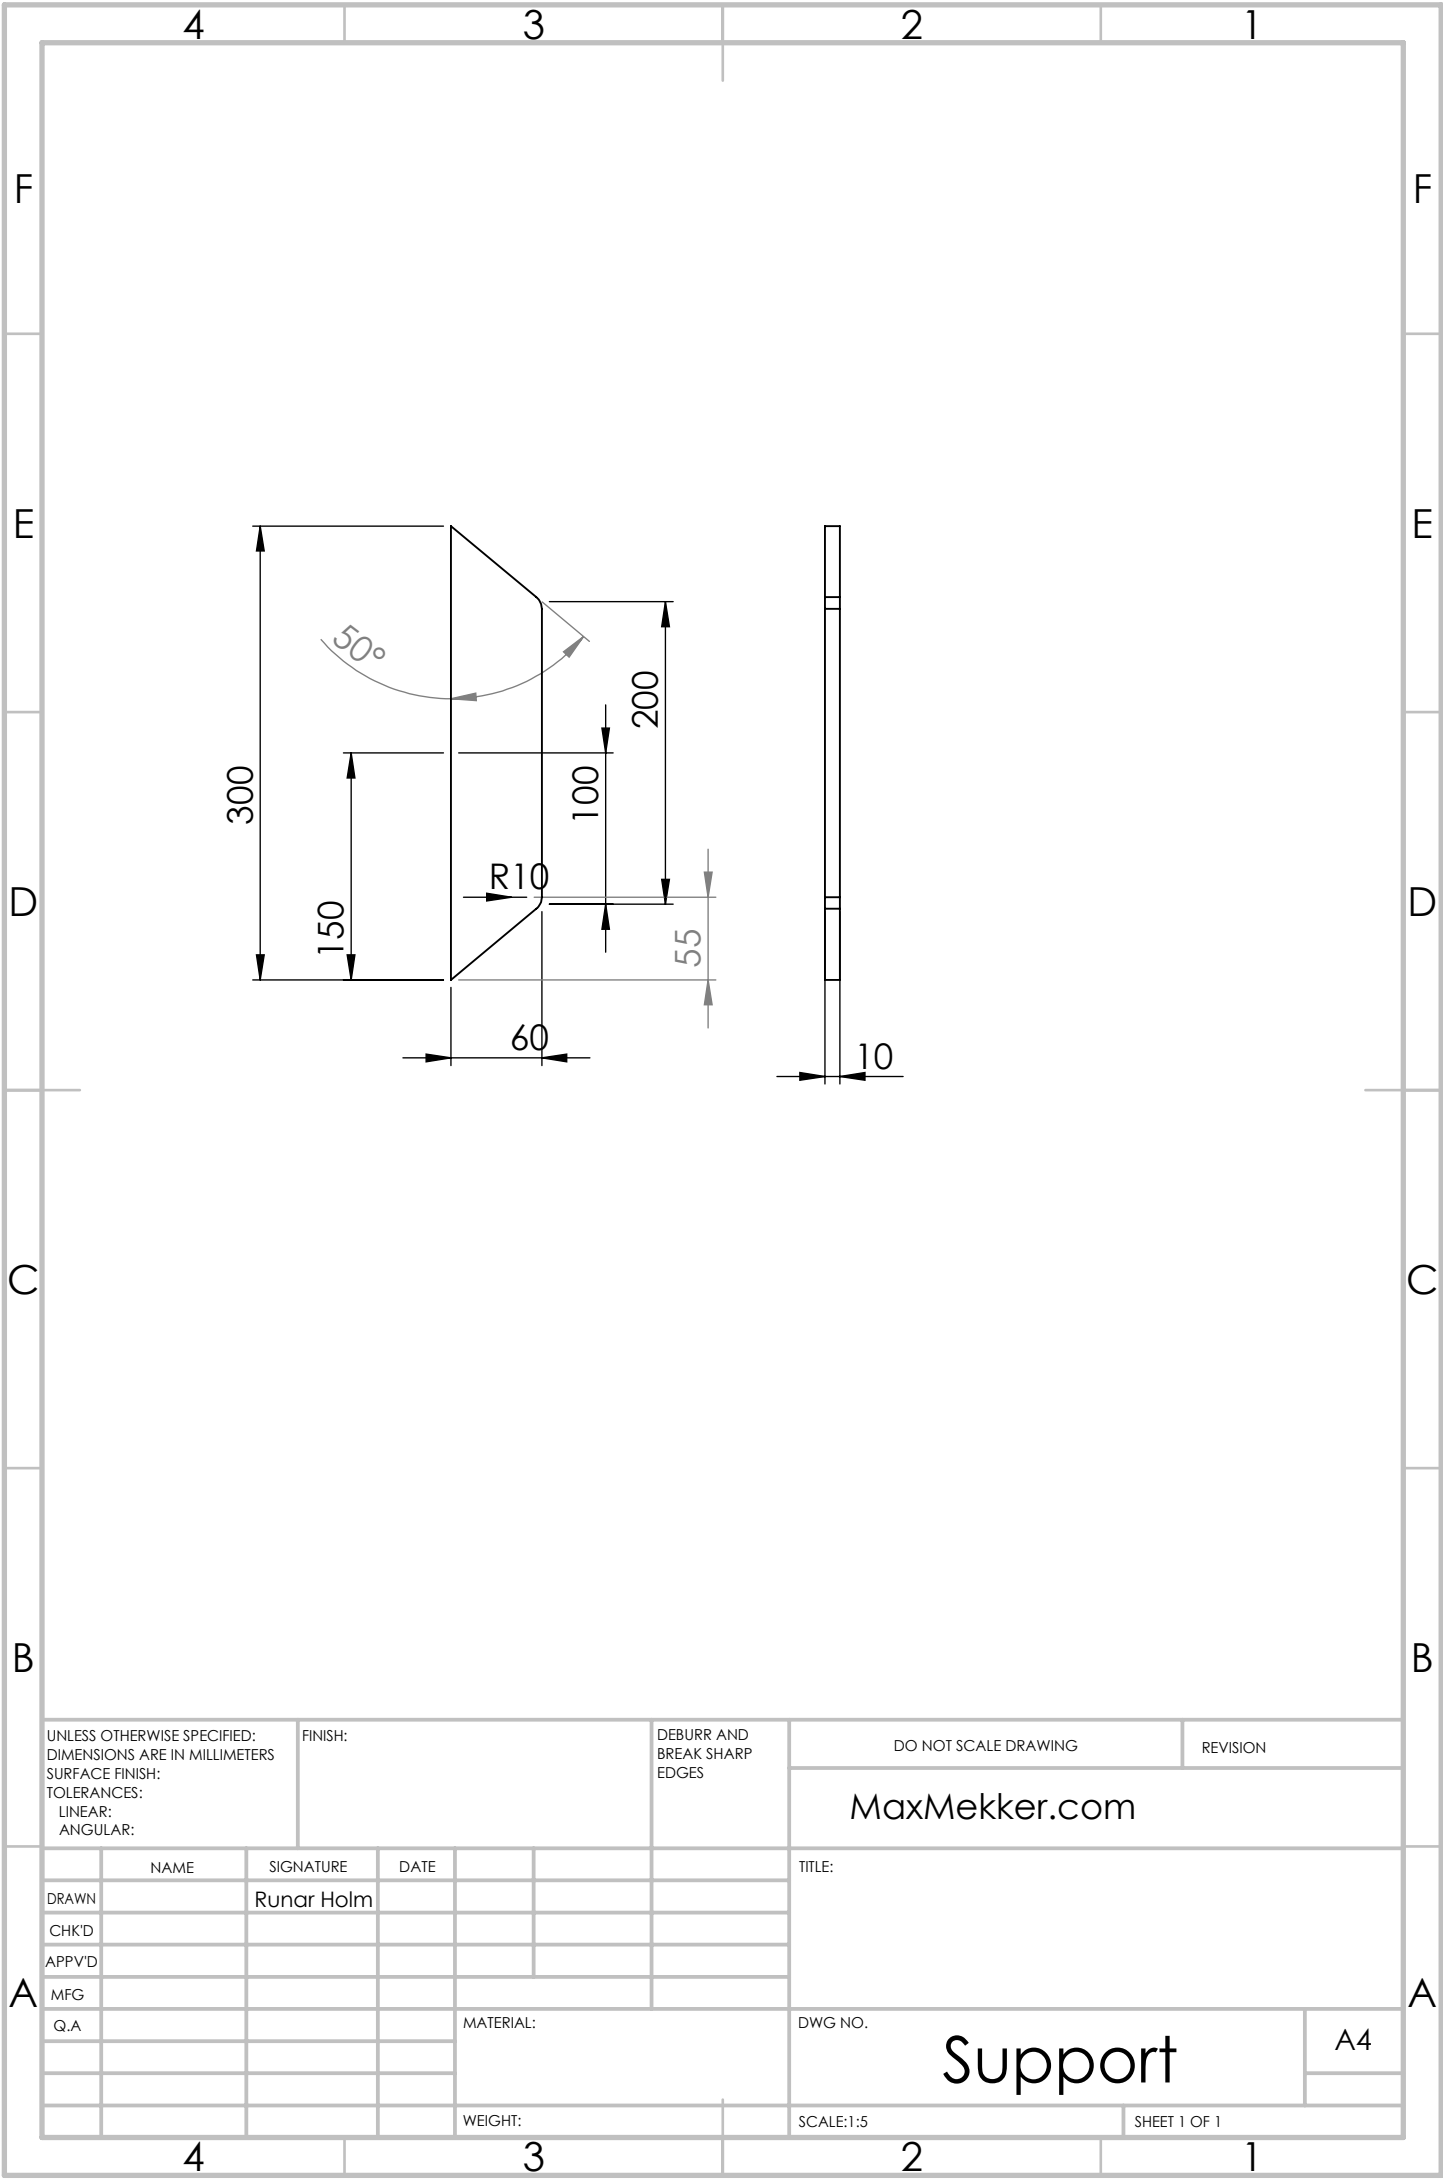 4 3 2 1
F F
E E
50°
200
300
100
D D
R10
150
55
60
10
C C
B B
UNLESS OTHERWISE SPECIFIED:
DIMENSIONS ARE IN MILLIMETERS
SURFACE FINISH:
TOLERANCES:
LINEAR:
ANGULAR:
FINISH:
DEBURR AND
BREAK SHARP
EDGES
DO NOT SCALE DRAWING
REVISION
MaxMekker.com
NAME SIGNATURE DATE
TITLE:
DRAWN Runar Holm
CHK'D
APPV'D
A A
MFG
Q.A
MATERIAL:
DWG NO.
Support
A4
WEIGHT:
SCALE:1:5
SHEET 1 OF 1
4 3 2 1